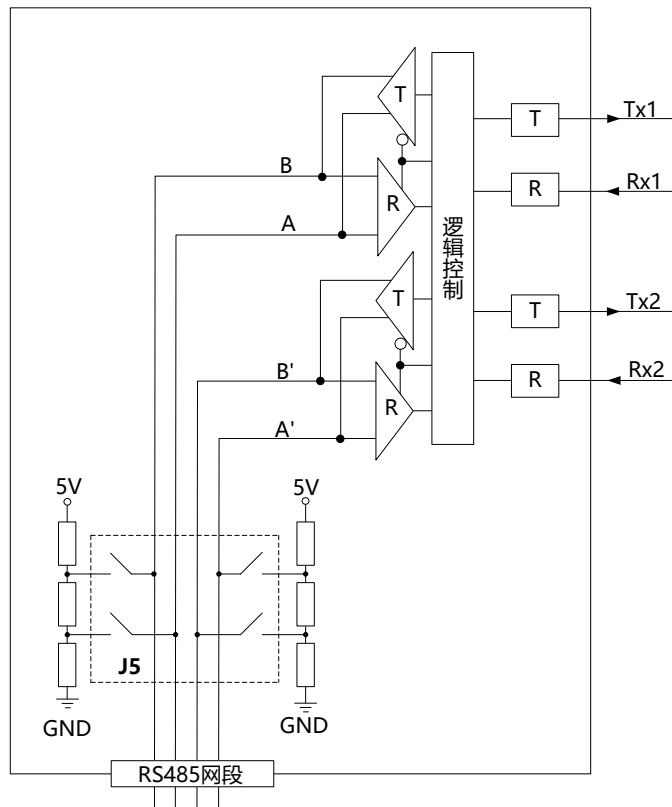 T
T
Tx1
B
R
Rx1
R
A
逻辑控制
T
T
Tx2
B'
R
Rx2
R
A'
5V
5V
J5
GND
GND
RS485网段